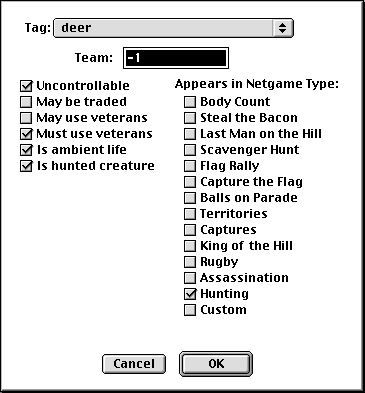 Tag: deer
Team: -1
Uncontrollable
May be traded
May use veterans
Must use veterans
Is ambient life
Is hunted creature
Appears in Netgame Type:
Body Count
Steal the Bacon
Last Man on the Hill
Scavenger Hunt
Flag Rally
Capture the Flag
Balls on Parade
Territories
Captures
King of the Hill
Rugby
Assassination
Hunting
Custom
Cancel
OK